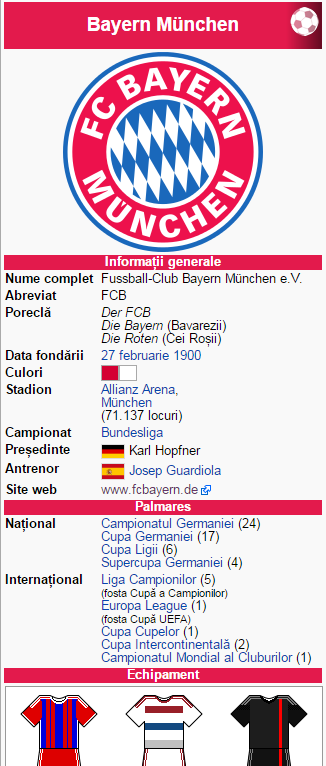 Bayern München
FC BAYERN
MÜNCHEN
Informații generale
Nume complet Fussball-Club Bayern München e.V.
Abreviat FCB
Poreclă Der FCB
Die Bayern (Bavarezii)
Die Roten (Cei Roșii)
Data fondării 27 februarie 1900
Culori
Stadion Allianz Arena,
München
(71.137 locuri)
Campionat Bundesliga
Președinte Karl Hopfner
Antrenor Josep Guardiola
Site web www.fcbayern.de
Palmares
Național Campionatul Germaniei (24)
Cupa Germaniei (17)
Cupa Ligii (6)
Supercupa Germaniei (4)
Internațional Liga Campionilor (5)
(fosta Cupă a Campionilor)
Europa League (1)
(fosta Cupă UEFA)
Cupa Cupelor (1)
Cupa Intercontinentală (2)
Campionatul Mondial al Cluburilor (1)
Echipament